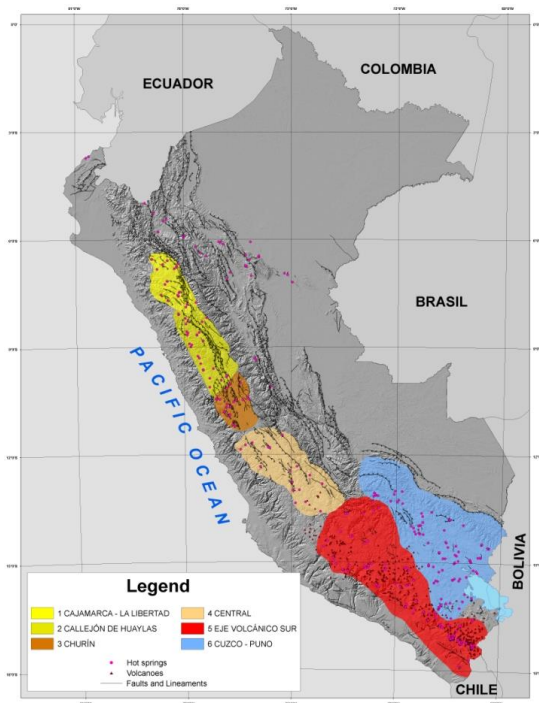 ECUADOR
COLOMBIA
BRASIL
PACIFIC OCEAN
BOLIVIA
CHILE
Legend
1 CAJAMARCA - LA LIBERTAD
2 CALLEJÓN DE HUAYLAS
3 CHURÍN
4 CENTRAL
5 EJE VOLCÁNICO SUR
6 CUZCO - PUNO
Hot springs
Volcanoes
Faults and Lineaments